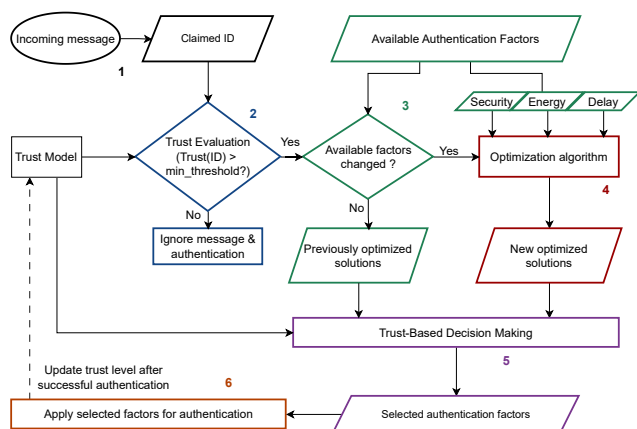 Incoming message
Claimed ID
Available Authentication Factors
1
2
3
Security
Energy
Delay
Trust Model
Trust Evaluation
(Trust(ID) >
min_threshold?)
Yes
Available factors
changed ?
Yes
Optimization algorithm
4
No
No
Ignore message &
authentication
Previously optimized
solutions
New optimized
solutions
Trust-Based Decision Making
5
Update trust level after
successful authentication
6
Apply selected factors for authentication
Selected authentication factors